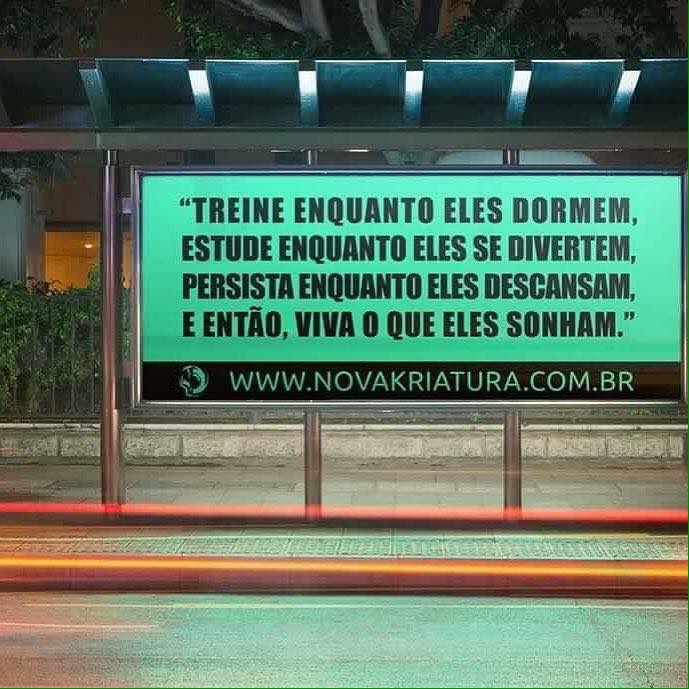 “TREINE ENQUANTO ELES DORMEM,
ESTUDE ENQUANTO ELES SE DIVERTEM,
PERSISTA ENQUANTO ELES DESCANSAM,
E ENTÃO, VIVA O QUE ELES SONHAM.”
WWW.NOVAKRIATURA.COM.BR